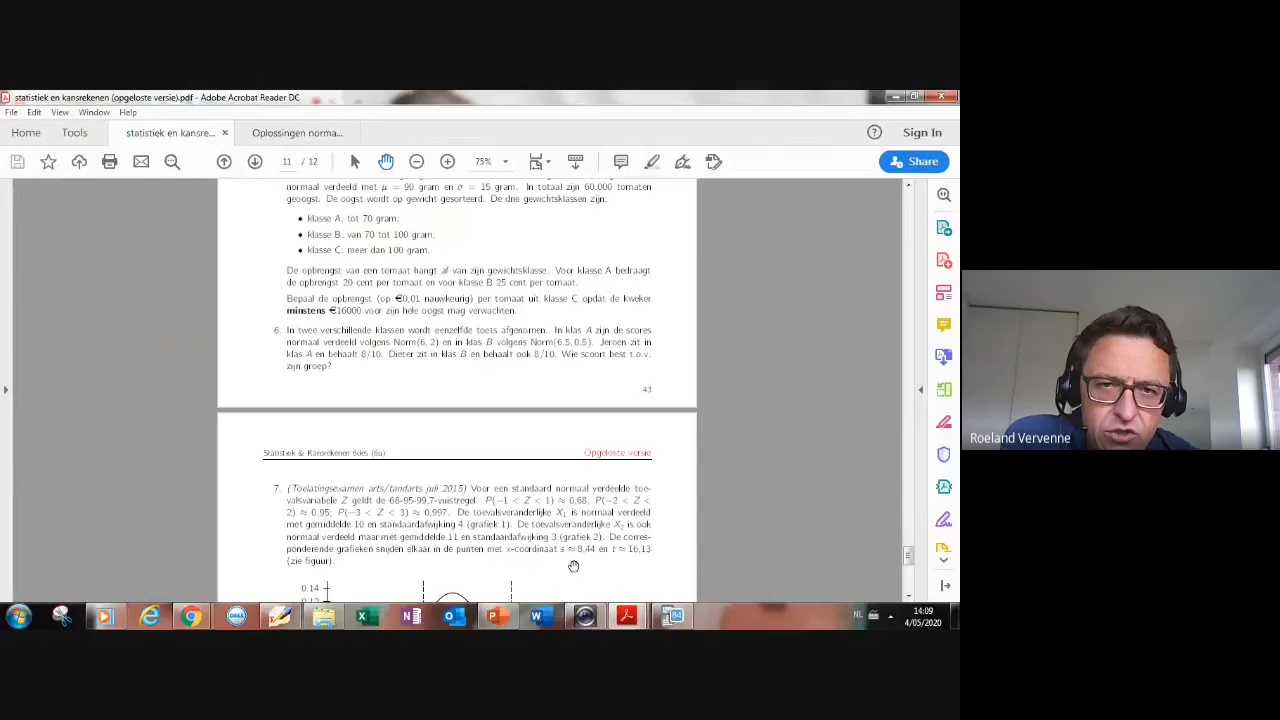 statistiek en kansrekenen (opgeloste versie).pdf - Adobe Acrobat Reader DC
File Edit View Window Help
Home Tools statistiek en kansre... × Oplossingen norma... Sign In
11 / 12 75% Share
normaal verdeeld met μ = 90 gram en σ = 15 gram. In totaal zijn 60.000 tomaten
geoogst. De oogst wordt op gewicht gesorteerd. De drie gewichtsklassen zijn:
• klasse A: tot 70 gram;
• klasse B: van 70 tot 100 gram;
• klasse C: meer dan 100 gram.
De opbrengst van een tomaat hangt af van zijn gewichtsklasse. Voor klasse A bedraagt
de opbrengst 20 cent per tomaat en voor klasse B 25 cent per tomaat.
Bepaal de opbrengst (op €0,01 nauwkeurig) per tomaat uit klasse C opdat de kweker
minstens €16000 voor zijn hele oogst mag verwachten.
6. In twee verschillende klassen wordt eenzelfde toets afgenomen. In klas A zijn de scores
normaal verdeeld volgens Norm(6, 2) en in klas B volgens Norm(6.5, 0.5). Jeroen zit in
klas A en behaalt 8/10. Dieter zit in klas B en behaalt ook 8/10. Wie scoort best t.o.v.
zijn groep?
43
Statistiek & Kansrekenen 6des (6u) Opgeloste versie
7. (Toelatingsexamen arts/tandarts juli 2015) Voor een standaard normaal verdeelde toe-
valsvariabele Z geldt de 68-95-99,7-vuistregel: P(−1 < Z < 1) ≈ 0,68; P(−2 < Z <
2) ≈ 0,95; P(−3 < Z < 3) ≈ 0,997. De toevalsveranderlijke X₁ is normaal verdeeld
met gemiddelde 10 en standaardafwijking 4 (grafiek 1). De toevalsveranderlijke X₂ is ook
normaal verdeeld maar met gemiddelde 11 en standaardafwijking 3 (grafiek 2). De corres-
ponderende grafieken snijden elkaar in de punten met x-coordinaat s ≈ 8,44 en t ≈ 16,13
(zie figuur).
0.14
Roeland Vervenne
NL 14:09
4/05/2020